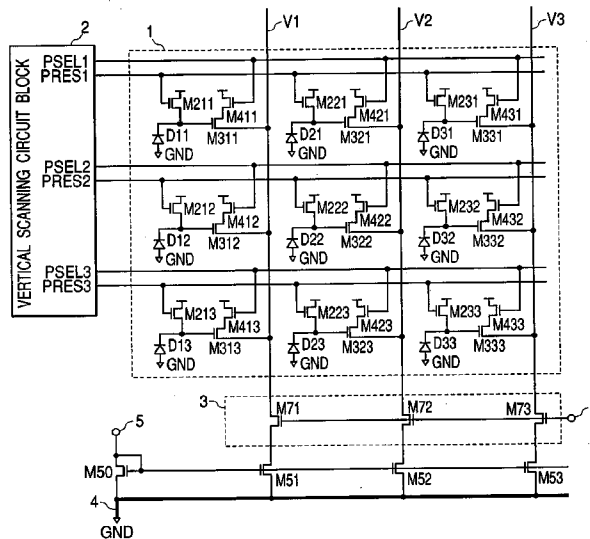 V1 V2 V3
2
1
VERTICAL SCANNING CIRCUIT BLOCK
PSEL1
PRES1
M211 M411 M221 M421 M231 M431
D11 M311 D21 M321 D31 M331
GND GND GND
PSEL2
PRES2
M212 M412 M222 M422 M232 M432
D12 M312 D22 M322 D32 M332
GND GND GND
PSEL3
PRES3
M213 M413 M223 M423 M233 M433
D13 M313 D23 M323 D33 M333
GND GND GND
3 M71 M72 M73
5
M50 M51 M52 M53
4
GND